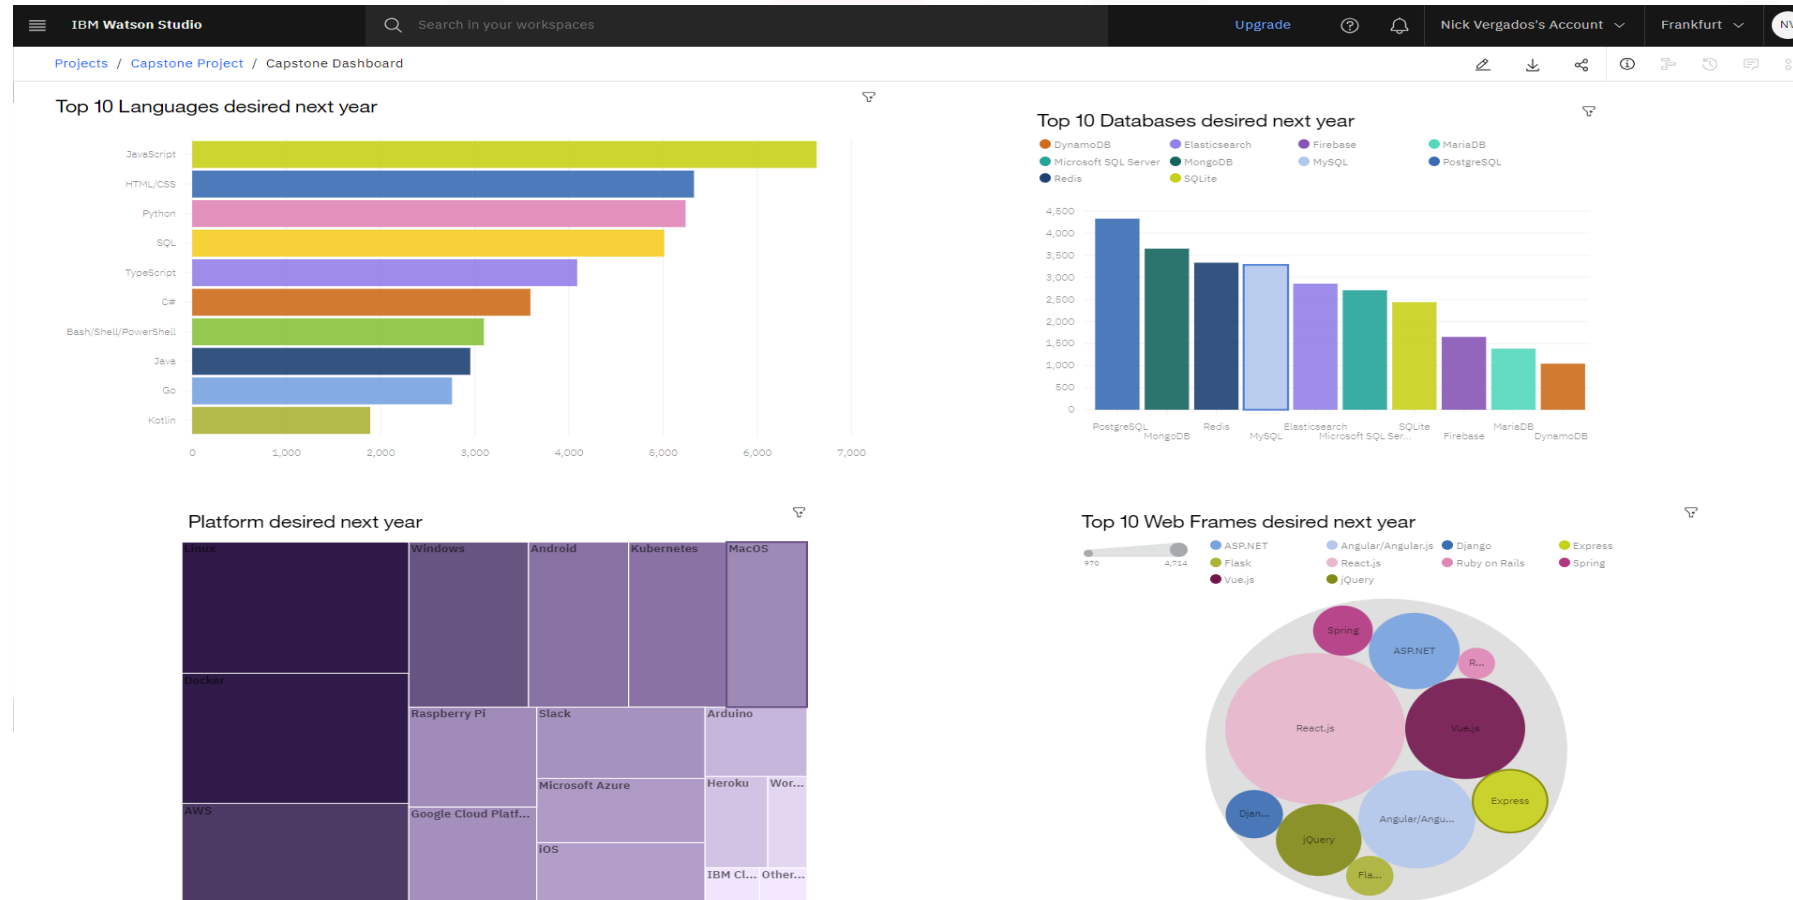 IBM Watson Studio
Search in your workspaces
Upgrade
Nick Vergados's Account
Frankfurt
NV
Projects / Capstone Project / Capstone Dashboard
Top 10 Languages desired next year
JavaScript
HTML/CSS
Python
SQL
TypeScript
C#
Bash/Shell/PowerShell
Java
Go
Kotlin
0 1,000 2,000 3,000 4,000 5,000 6,000 7,000
Top 10 Databases desired next year
DynamoDB Elasticsearch Firebase MariaDB
Microsoft SQL Server MongoDB MySQL PostgreSQL
Redis SQLite
4,500
4,000
3,500
3,000
2,500
2,000
1,500
1,000
500
0
PostgreSQL Redis Elasticsearch SQLite MariaDB
MongoDB MySQL Microsoft SQL Ser... Firebase DynamoDB
Platform desired next year
Linux
Windows
Android
Kubernetes
MacOS
Docker
Raspberry Pi
Slack
Arduino
Microsoft Azure
Heroku
Wor...
AWS
Google Cloud Platf...
iOS
IBM Cl...
Other...
Top 10 Web Frames desired next year
970 4,714
ASP.NET Angular/Angular.js Django Express
Flask React.js Ruby on Rails Spring
Vue.js jQuery
Spring
ASP.NET
R...
React.js
Vue.js
Express
Djan...
Angular/Angu...
jQuery
Fla...